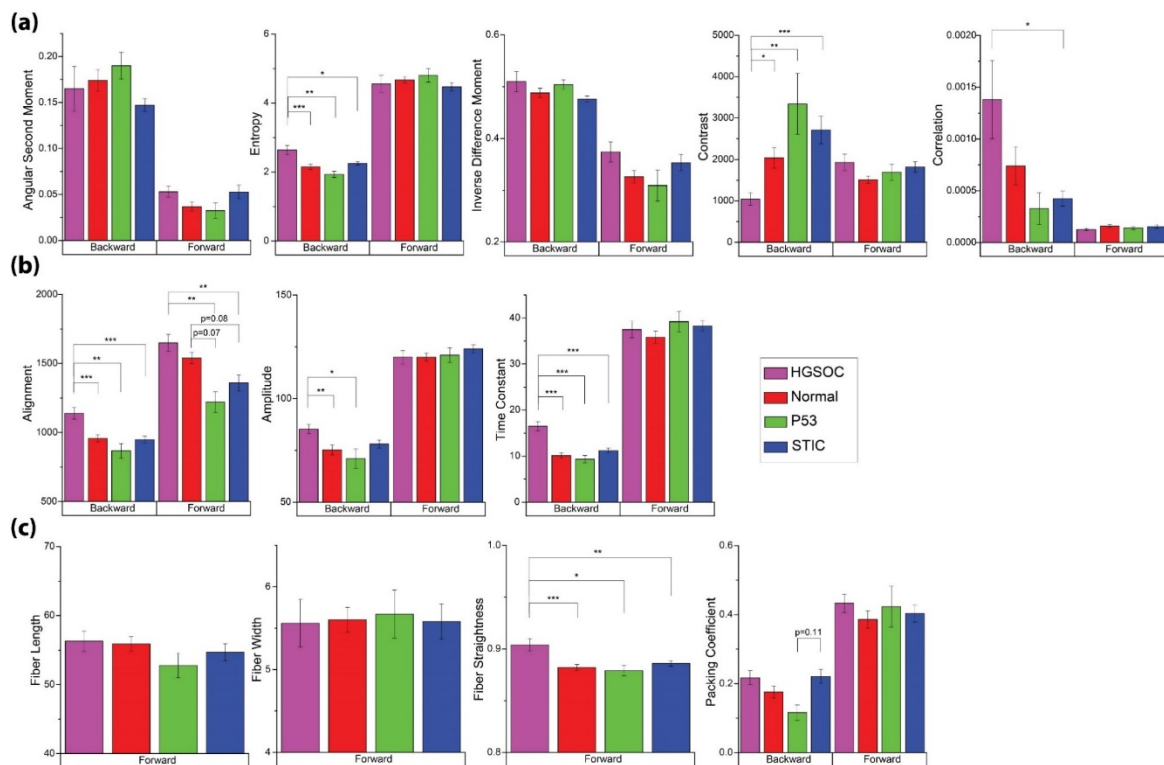 (a)
Angular Second Moment
0.20
0.15
0.10
0.05
0.00
Backward
Forward
Entropy
6
4
2
0
*
**
***
Backward
Forward
Inverse Difference Moment
0.6
0.4
0.2
Backward
Forward
Contrast
5000
4000
3000
2000
1000
0
***
**
*
Backward
Forward
Correlation
0.0020
0.0015
0.0010
0.0005
0.0000
*
Backward
Forward
(b)
Alignment
2000
1500
1000
500
***
**
***
**
**
p=0.08
p=0.07
Backward
Forward
Amplitude
150
100
50
*
**
Backward
Forward
Time Constant
40
30
20
10
0
***
***
***
Backward
Forward
HGSOC
Normal
P53
STIC
(c)
Fiber Length
70
60
50
40
Forward
Fiber Width
6
5
4
Forward
Fiber Straightness
1.0
0.9
0.8
**
*
***
Forward
Packing Coefficient
0.6
0.4
0.2
0.0
p=0.11
Backward
Forward